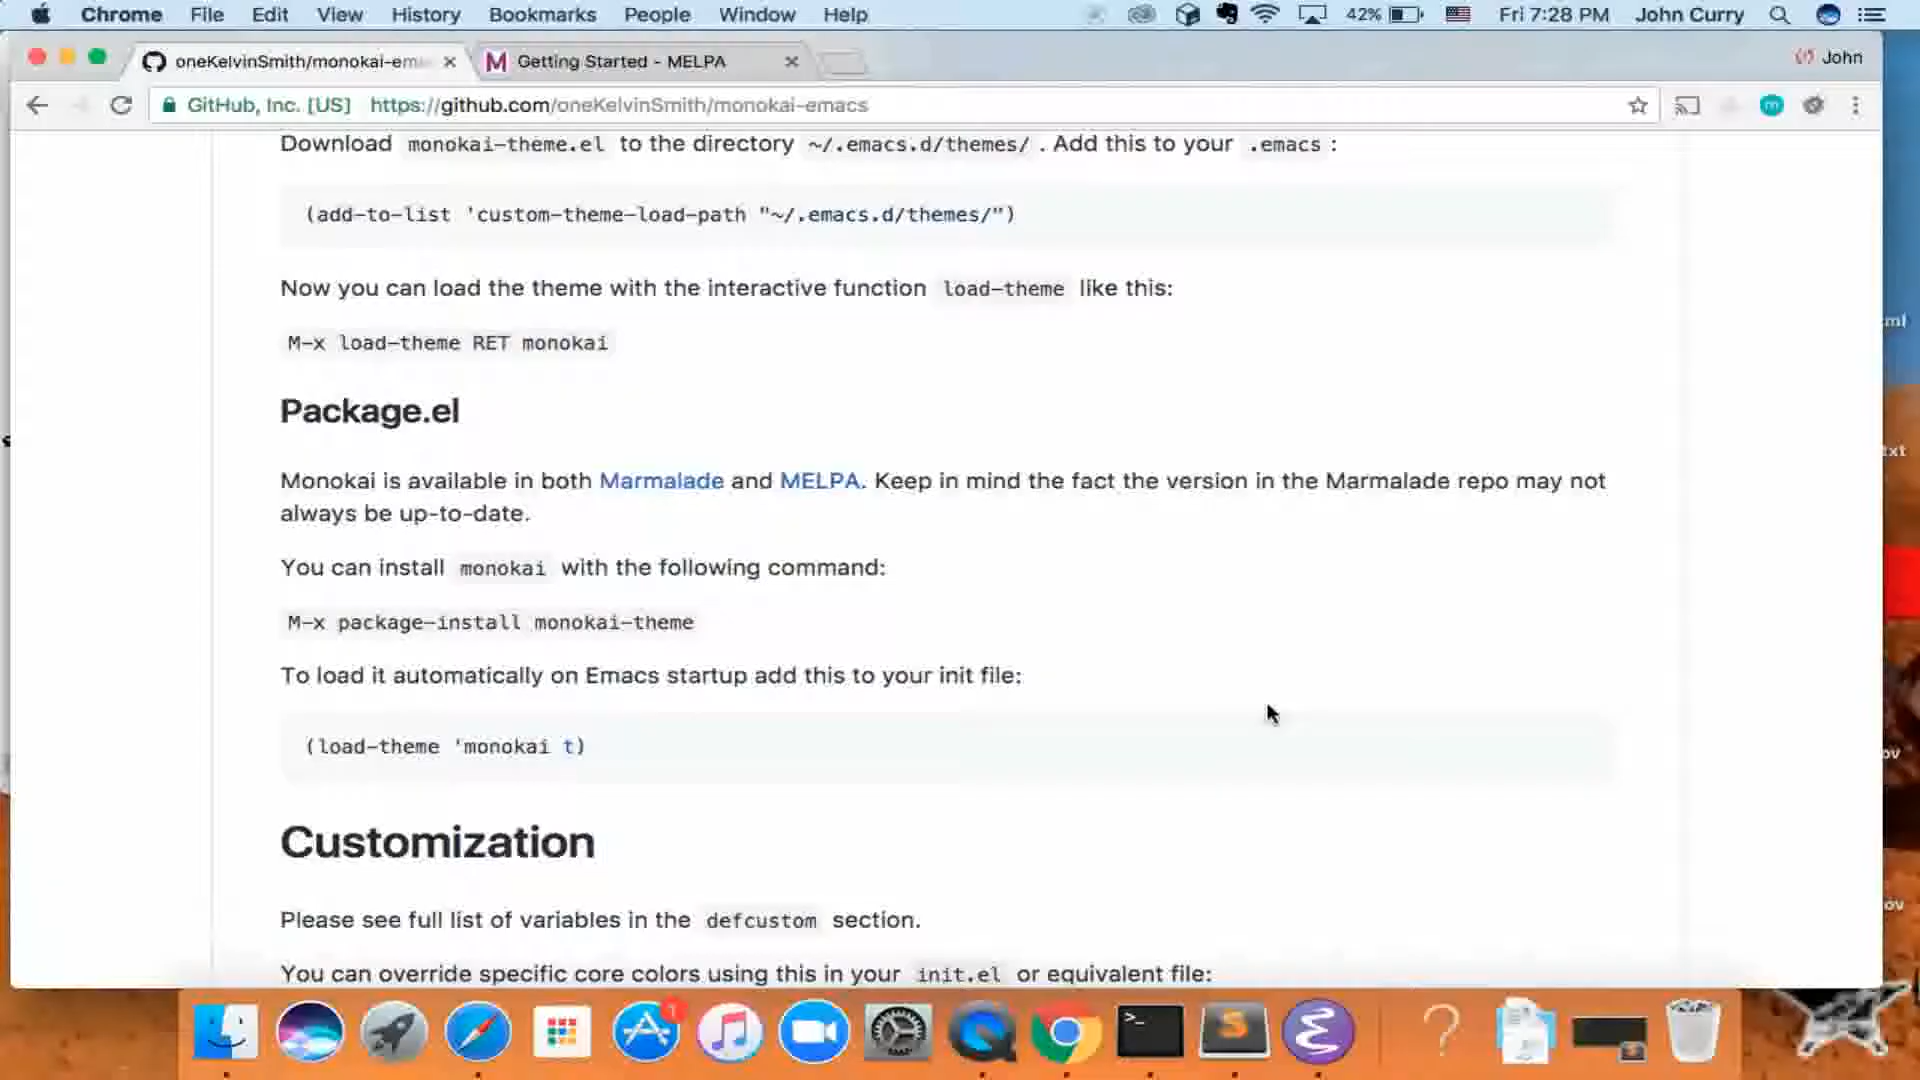 Chrome File Edit View History Bookmarks People Window Help 42% Fri 7:28 PM John Curry
oneKelvinSmith/monokai-ema Getting Started - MELPA John
GitHub, Inc. [US] https://github.com/oneKelvinSmith/monokai-emacs
Download monokai-theme.el to the directory ~/.emacs.d/themes/ . Add this to your .emacs :
(add-to-list 'custom-theme-load-path "~/.emacs.d/themes/")
Now you can load the theme with the interactive function load-theme like this:
M-x load-theme RET monokai
Package.el
Monokai is available in both Marmalade and MELPA. Keep in mind the fact the version in the Marmalade repo may not
always be up-to-date.
You can install monokai with the following command:
M-x package-install monokai-theme
To load it automatically on Emacs startup add this to your init file:
(load-theme 'monokai t)
Customization
Please see full list of variables in the defcustom section.
You can override specific core colors using this in your init.el or equivalent file: